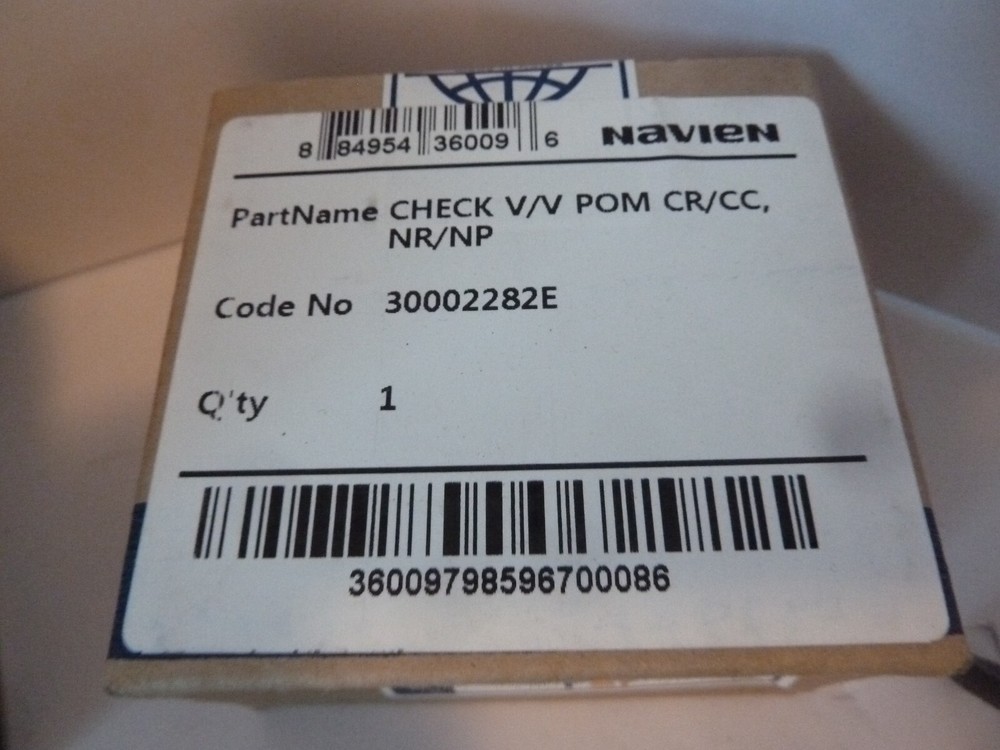 8 84954 36009 6 NAVIEN
PartName CHECK V/V POM CR/CC,
NR/NP
Code No 30002282E
Q'ty 1
36009798596700086